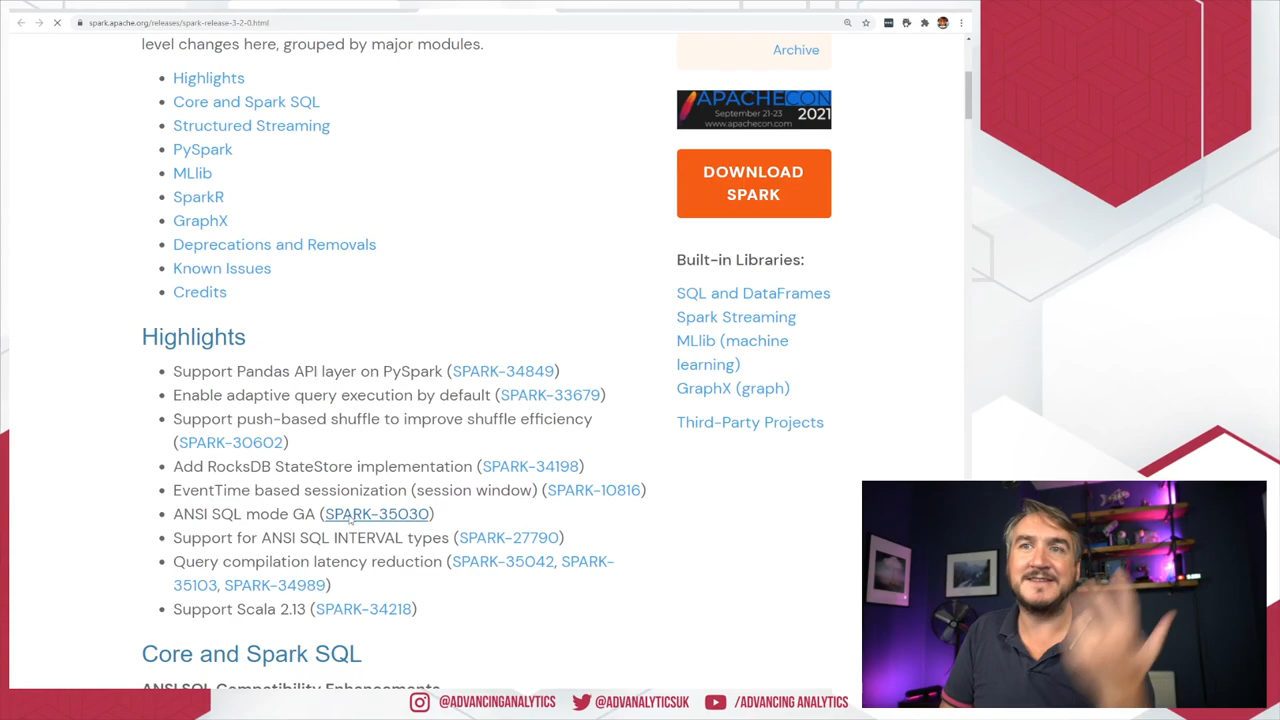 spark.apache.org/releases/spark-release-3-2-0.html
level changes here, grouped by major modules.
Highlights
Core and Spark SQL
Structured Streaming
PySpark
MLlib
SparkR
GraphX
Deprecations and Removals
Known Issues
Credits
Highlights
Support Pandas API layer on PySpark (SPARK-34849)
Enable adaptive query execution by default (SPARK-33679)
Support push-based shuffle to improve shuffle efficiency
(SPARK-30602)
Add RocksDB StateStore implementation (SPARK-34198)
EventTime based sessionization (session window) (SPARK-10816)
ANSI SQL mode GA (SPARK-35030)
Support for ANSI SQL INTERVAL types (SPARK-27790)
Query compilation latency reduction (SPARK-35042, SPARK-
35103, SPARK-34989)
Support Scala 2.13 (SPARK-34218)
Core and Spark SQL
ANSI SQL Compatibility Enhancements
Archive
APACHECON
September 21-23 2021
www.apachecon.com
DOWNLOAD
SPARK
Built-in Libraries:
SQL and DataFrames
Spark Streaming
MLlib (machine
learning)
GraphX (graph)
Third-Party Projects
@ADVANCINGANALYTICS @ADVANALYTICSUK /ADVANCING ANALYTICS